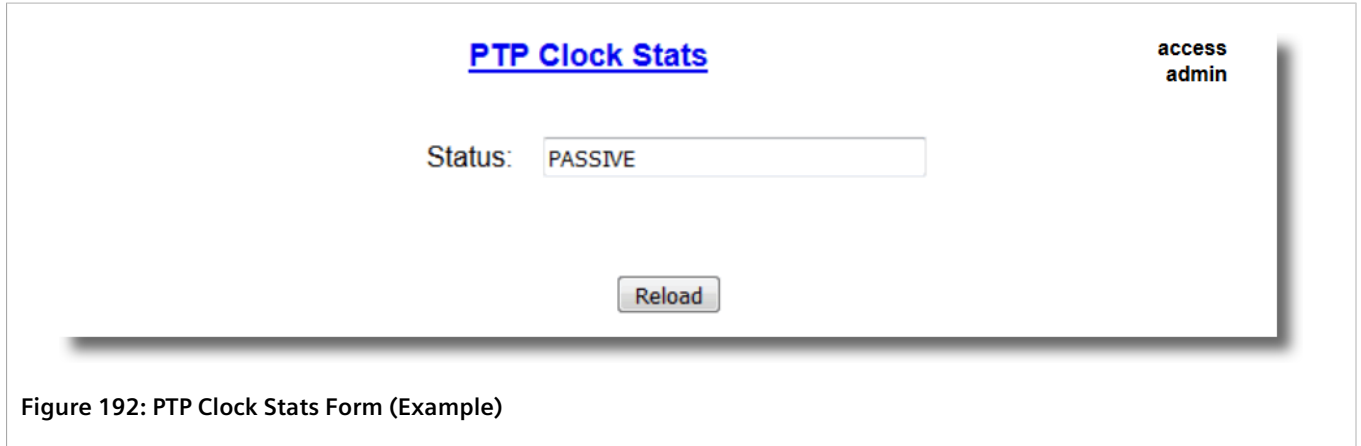 PTP Clock Stats
access
admin
Status: PASSIVE
Reload
Figure 192: PTP Clock Stats Form (Example)